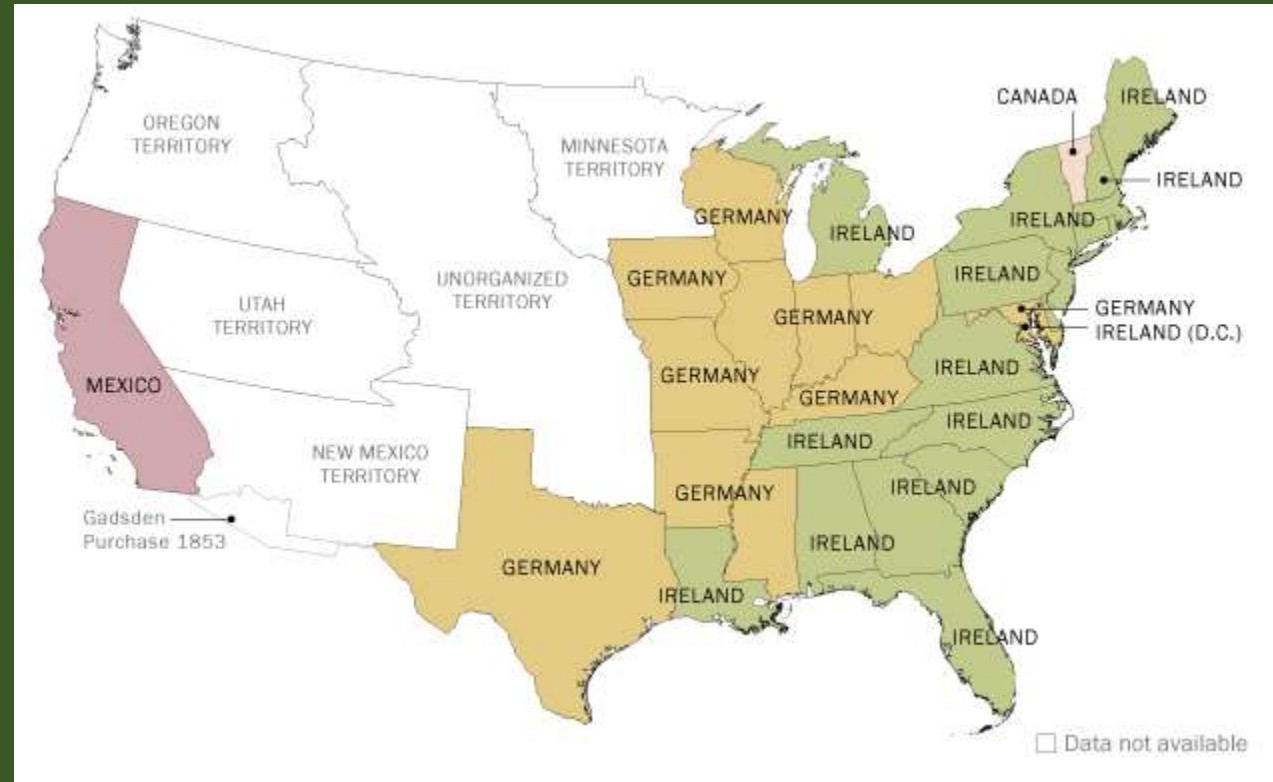 CANADA
IRELAND
OREGON
TERRITORY
MINNESOTA
TERRITORY
IRELAND
GERMANY
IRELAND
IRELAND
UNORGANIZED
TERRITORY
GERMANY
IRELAND
UTAH
TERRITORY
GERMANY
GERMANY
IRELAND (D.C.)
MEXICO
GERMANY
IRELAND
GERMANY
IRELAND
IRELAND
NEW MEXICO
TERRITORY
GERMANY
IRELAND
Gadsden
Purchase 1853
IRELAND
GERMANY
IRELAND
IRELAND
Data not available